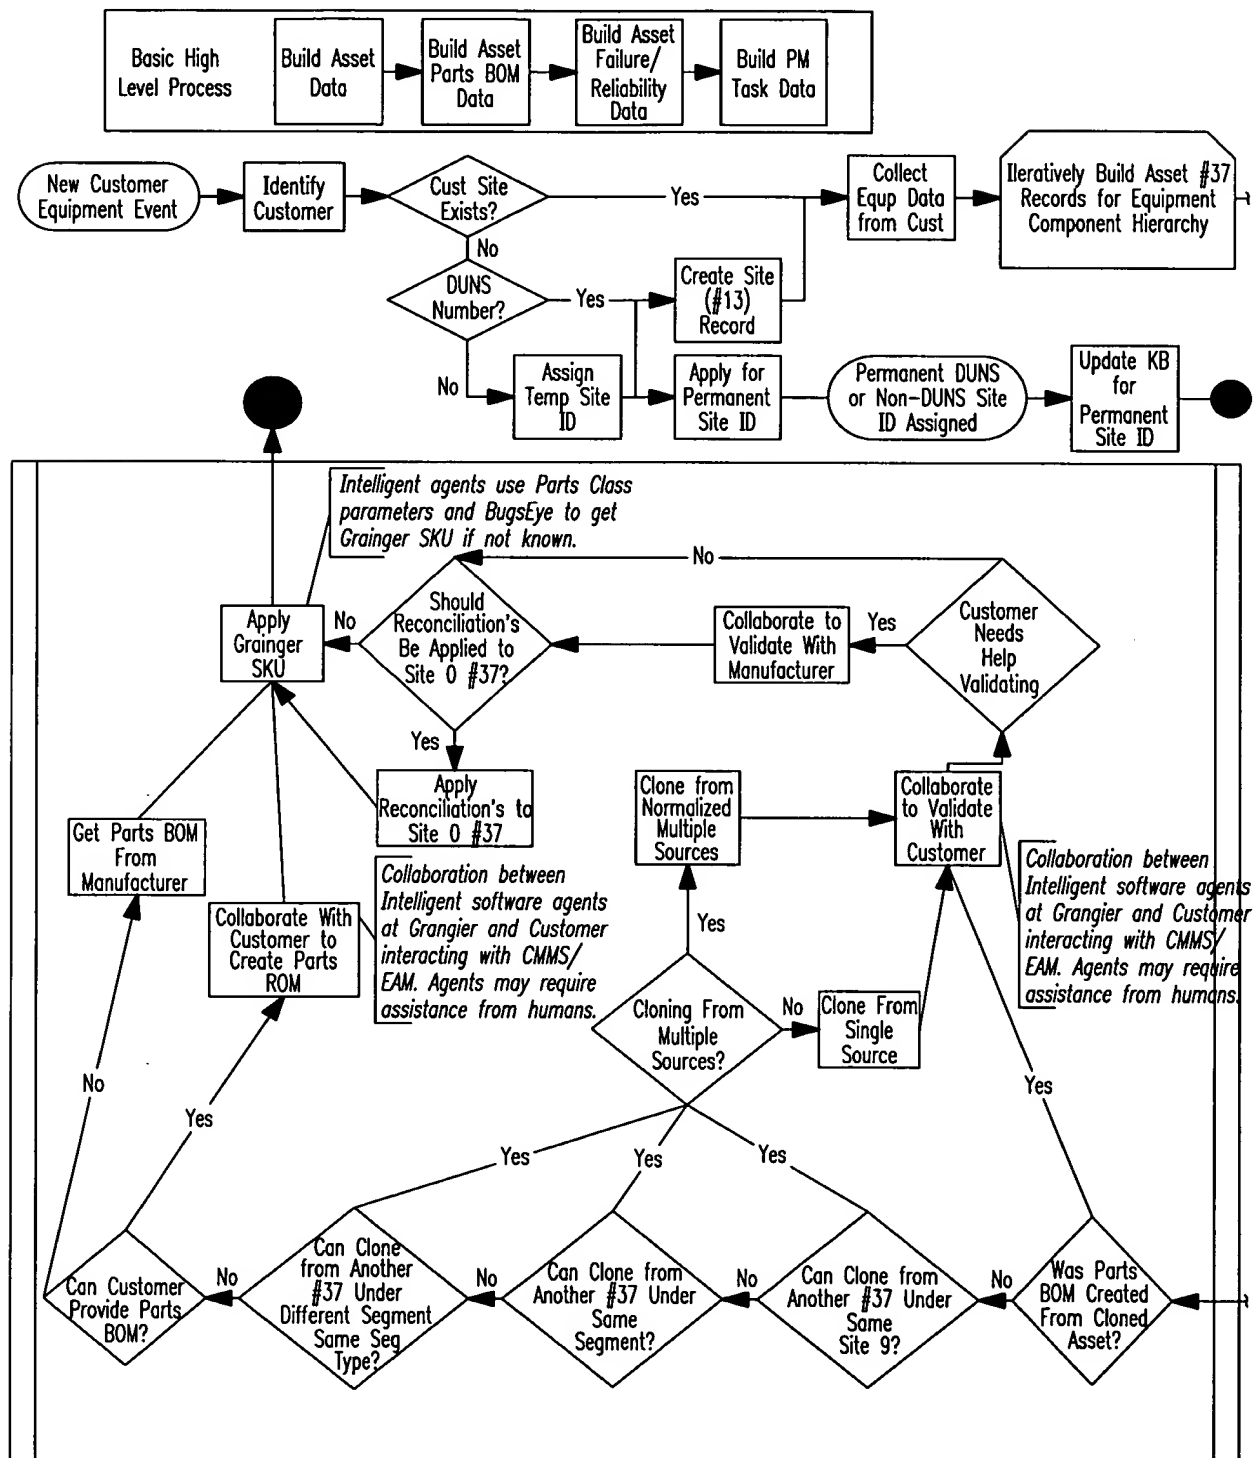 Basic High
Level Process
Build Asset
Data
Build Asset
Parts BOM
Data
Build Asset
Failure/
Reliability
Data
Build PM
Task Data
New Customer
Equipment Event
Identify
Customer
Cust Site
Exists?
Yes
Collect
Equp Data
from Cust
Ileratively Build Asset #37
Records for Equipment
Component Hierarchy
No
DUNS
Number?
Yes
Create Site
(#13)
Record
No
Assign
Temp Site
ID
Apply for
Permanent
Site ID
Permanent DUNS
or Non-DUNS Site
ID Assigned
Update KB
for
Permanent
Site ID
Intelligent agents use Parts Class
parameters and BugsEye to get
Grainger SKU if not known.
No
Apply
Grainger
SKU
No
Should
Reconciliation's
Be Applied to
Site 0 #37?
Collaborate to
Validate With
Manufacturer
Yes
Customer
Needs
Help
Validating
Yes
Apply
Reconciliation's to
Site 0 #37
Clone from
Normalized
Multiple
Sources
Collaborate
to Validate
With
Customer
Get Parts BOM
From
Manufacturer
Collaborate With
Customer to
Create Parts
ROM
Collaboration between
Intelligent software agents
at Grangier and Customer
interacting with CMMS/
EAM. Agents may require
assistance from humans.
Collaboration between
Intelligent software agents
at Grangier and Customer
interacting with CMMS/
EAM. Agents may require
assistance from humans.
Yes
Cloning From
Multiple
Sources?
No
Clone From
Single
Source
No
Yes
Yes
Yes
Yes
Yes
Can Customer
Provide Parts
BOM?
No
Can Clone
from Another
#37 Under
Different Segment
Same Seg
Type?
No
Can Clone from
Another #37 Under
Same
Segment?
No
Can Clone from
Another #37 Under
Same
Site 9?
No
Was Parts
BOM Created
From Cloned
Asset?